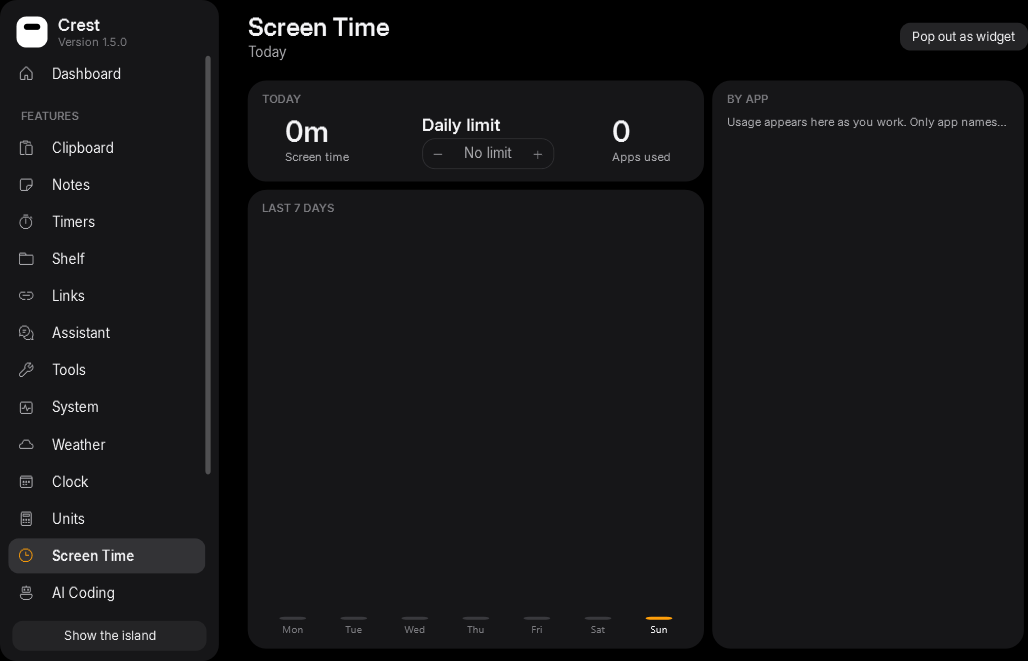 Crest
Version 1.5.0
Dashboard
FEATURES
Clipboard
Notes
Timers
Shelf
Links
Assistant
Tools
System
Weather
Clock
Units
Screen Time
AI Coding
Show the island
Screen Time
Today
Pop out as widget
TODAY
0m
Screen time
Daily limit
− No limit +
0
Apps used
LAST 7 DAYS
Mon Tue Wed Thu Fri Sat Sun
BY APP
Usage appears here as you work. Only app names...